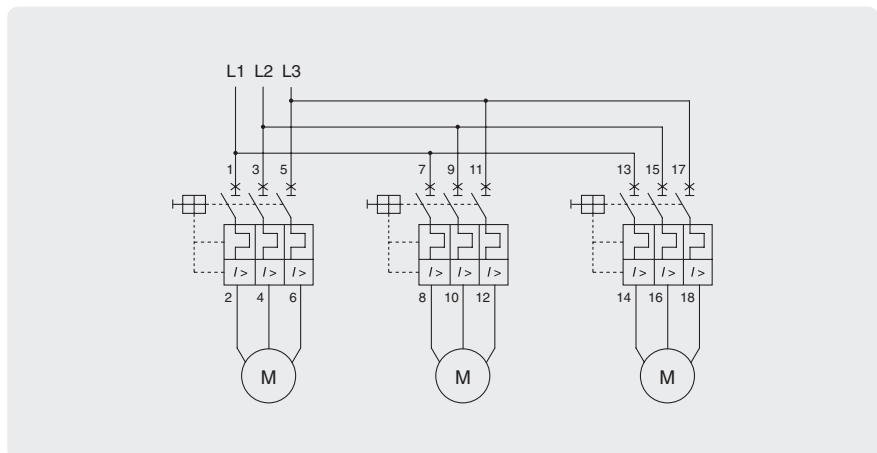 L1 L2 L3
1 3 5 7 9 11 13 15 17
I > I > I > I > I > I > I > I > I >
2 4 6 8 10 12 14 16 18
M M M